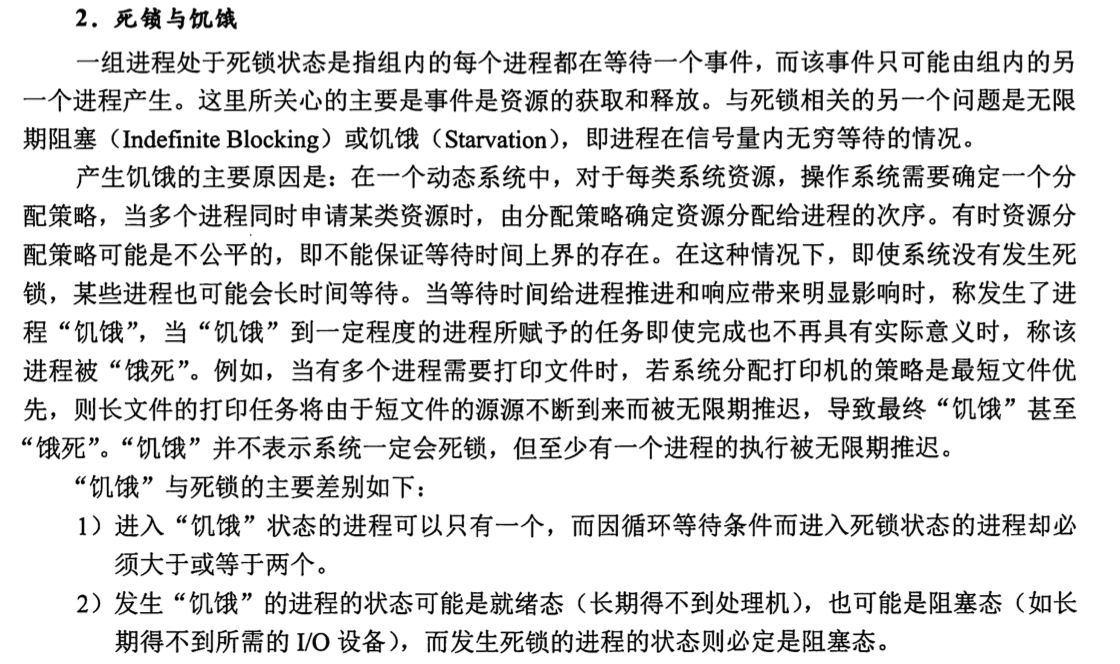 2．死锁与饥饿
一组进程处于死锁状态是指组内的每个进程都在等待一个事件，而该事件只可能由组内的另
一个进程产生。这里所关心的主要是事件是资源的获取和释放。与死锁相关的另一个问题是无限
期阻塞（Indefinite Blocking）或饥饿（Starvation），即进程在信号量内无穷等待的情况。
产生饥饿的主要原因是：在一个动态系统中，对于每类系统资源，操作系统需要确定一个分
配策略，当多个进程同时申请某类资源时，由分配策略确定资源分配给进程的次序。有时资源分
配策略可能是不公平的，即不能保证等待时间上界的存在。在这种情况下，即使系统没有发生死
锁，某些进程也可能会长时间等待。当等待时间给进程推进和响应带来明显影响时，称发生了进
程“饥饿”，当“饥饿”到一定程度的进程所赋予的任务即使完成也不再具有实际意义时，称该
进程被“饿死”。例如，当有多个进程需要打印文件时，若系统分配打印机的策略是最短文件优
先，则长文件的打印任务将由于短文件的源源不断到来而被无限期推迟，导致最终“饥饿”甚至
“饿死”。“饥饿”并不表示系统一定会死锁，但至少有一个进程的执行被无限期推迟。
“饥饿”与死锁的主要差别如下：
1）进入“饥饿”状态的进程可以只有一个，而因循环等待条件而进入死锁状态的进程却必
须大于或等于两个。
2）发生“饥饿”的进程的状态可能是就绪态（长期得不到处理机），也可能是阻塞态（如长
期得不到所需的 I/O 设备），而发生死锁的进程的状态则必定是阻塞态。